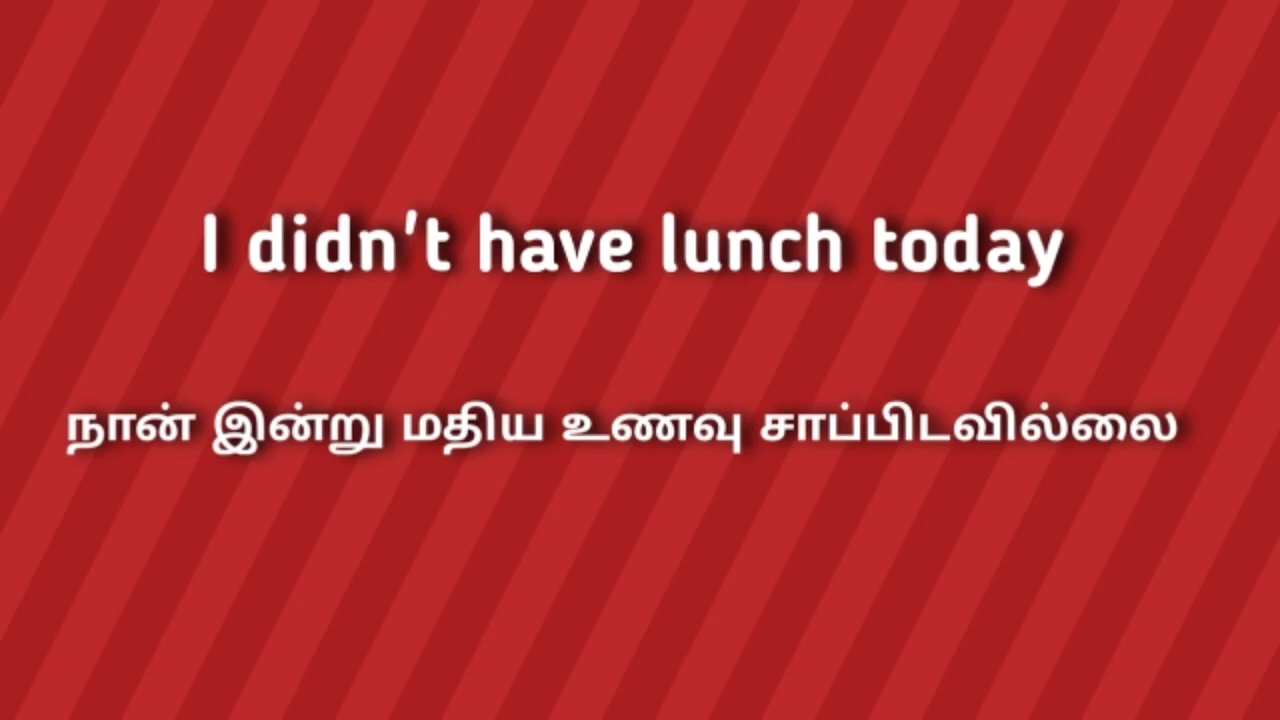 I didn't have lunch today
நான் இன்று மதிய உணவு சாப்பிடவில்லை